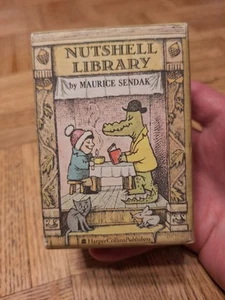 NUTSHELL
LIBRARY
by MAURICE SENDAK
HarperCollinsPublishers